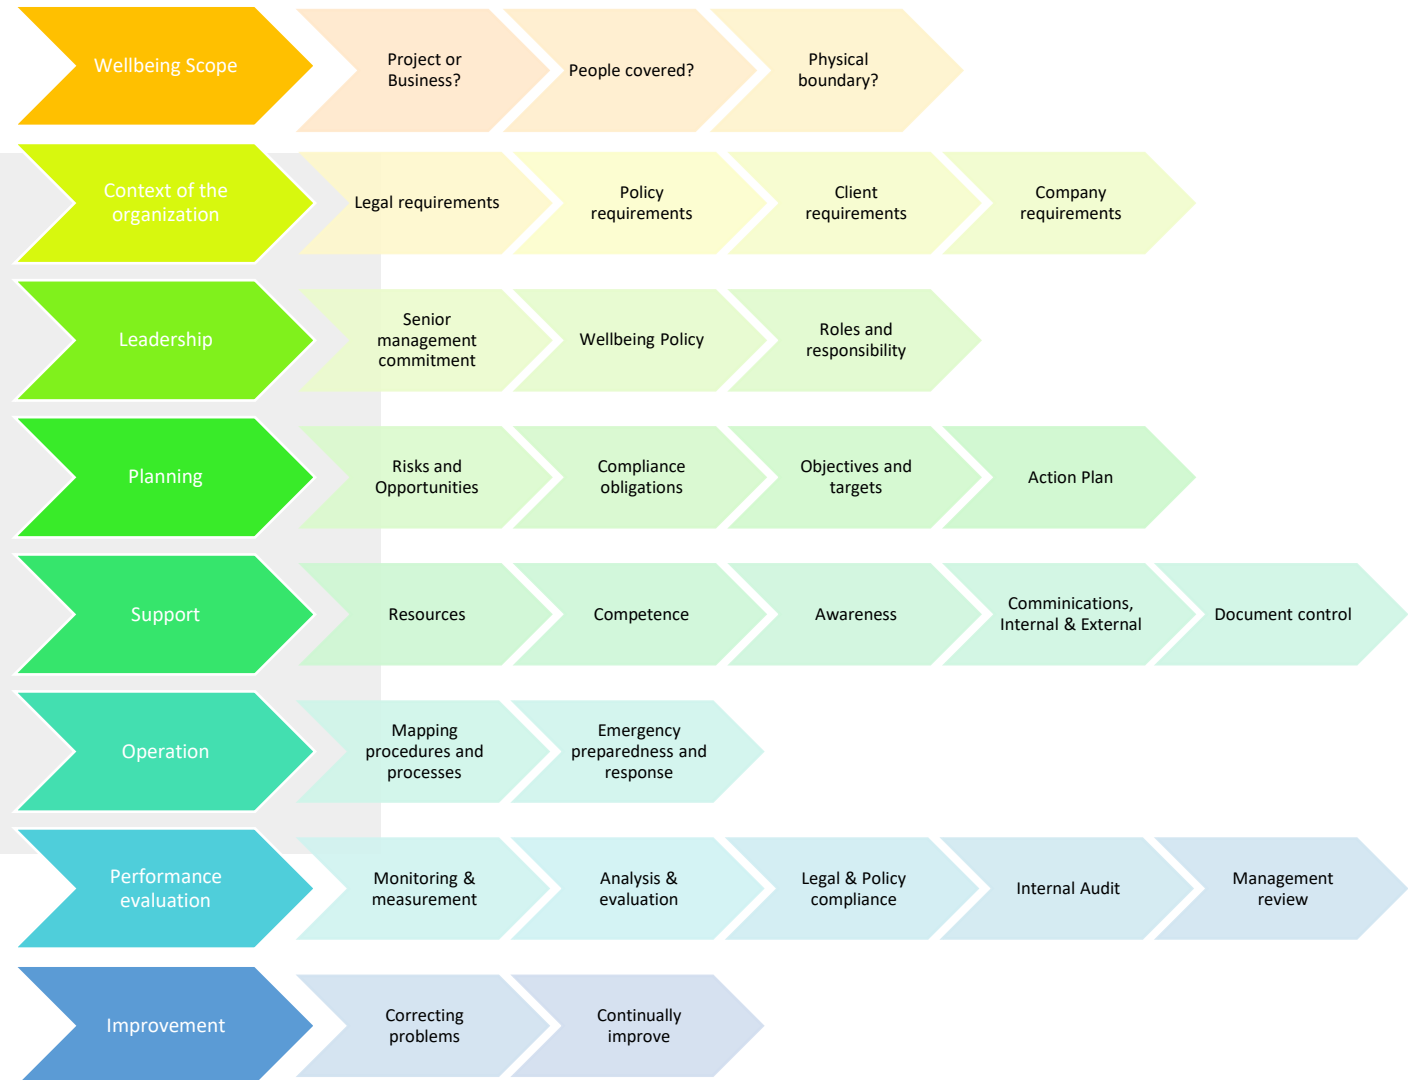 Wellbeing Scope
Project or
Business?
People covered?
Physical
boundary?
Context of the
organization
Legal requirements
Policy
requirements
Client
requirements
Company
requirements
Leadership
Senior
management
commitment
Wellbeing Policy
Roles and
responsibility
Planning
Risks and
Opportunities
Compliance
obligations
Objectives and
targets
Action Plan
Support
Resources
Competence
Awareness
Comminications,
Internal & External
Document control
Operation
Mapping
procedures and
processes
Emergency
preparedness and
response
Performance
evaluation
Monitoring &
measurement
Analysis &
evaluation
Legal & Policy
compliance
Internal Audit
Management
review
Improvement
Correcting
problems
Continually
improve